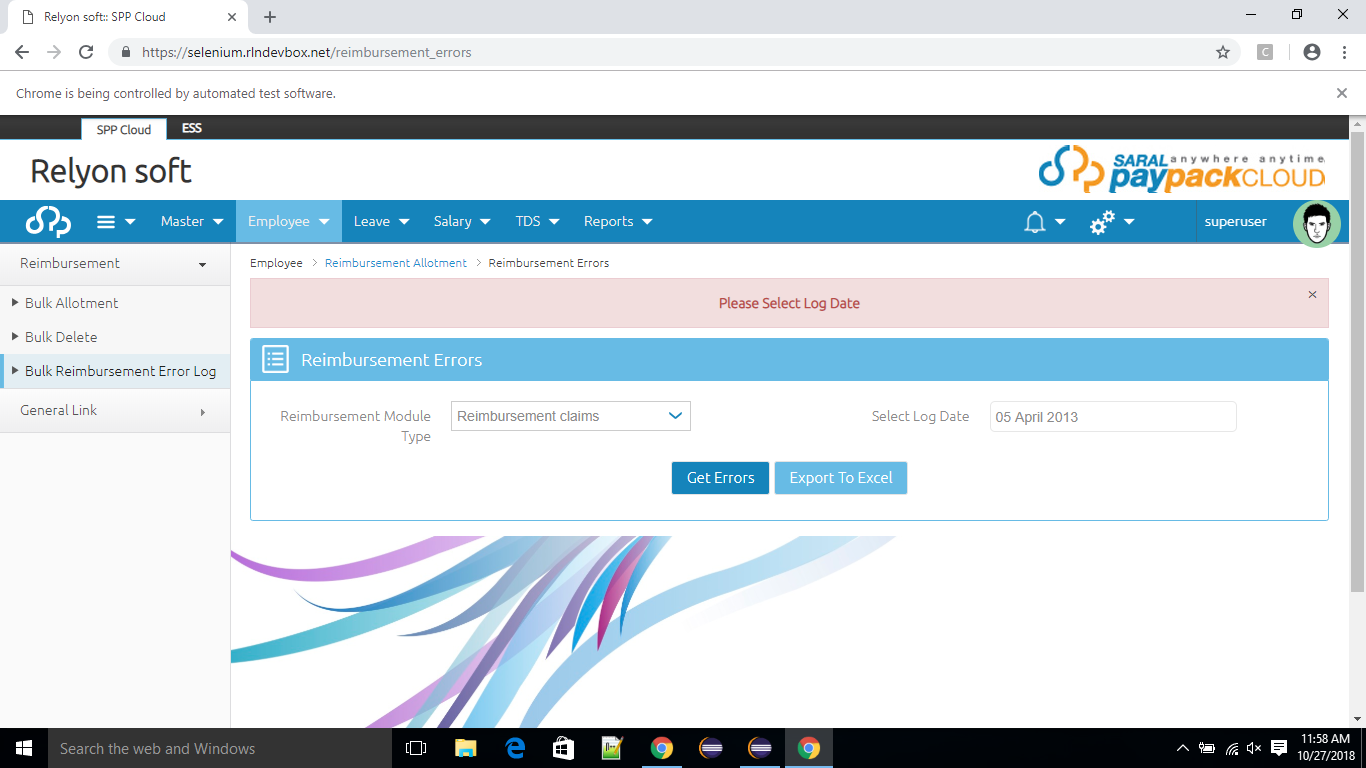 Relyon soft:: SPP Cloud
https://selenium.rlndevbox.net/reimbursement_errors
C
Chrome is being controlled by automated test software.
SPP Cloud ESS
Relyon soft
SARAL anywhere anytime
paypackCLOUD
Master Employee Leave Salary TDS Reports superuser
Reimbursement
Employee Reimbursement Allotment Reimbursement Errors
Bulk Allotment
Please Select Log Date
Bulk Delete
Bulk Reimbursement Error Log
Reimbursement Errors
General Link
Reimbursement Module
Type
Reimbursement claims
Select Log Date
05 April 2013
Get Errors Export To Excel
Search the web and Windows
11:58 AM
10/27/2018